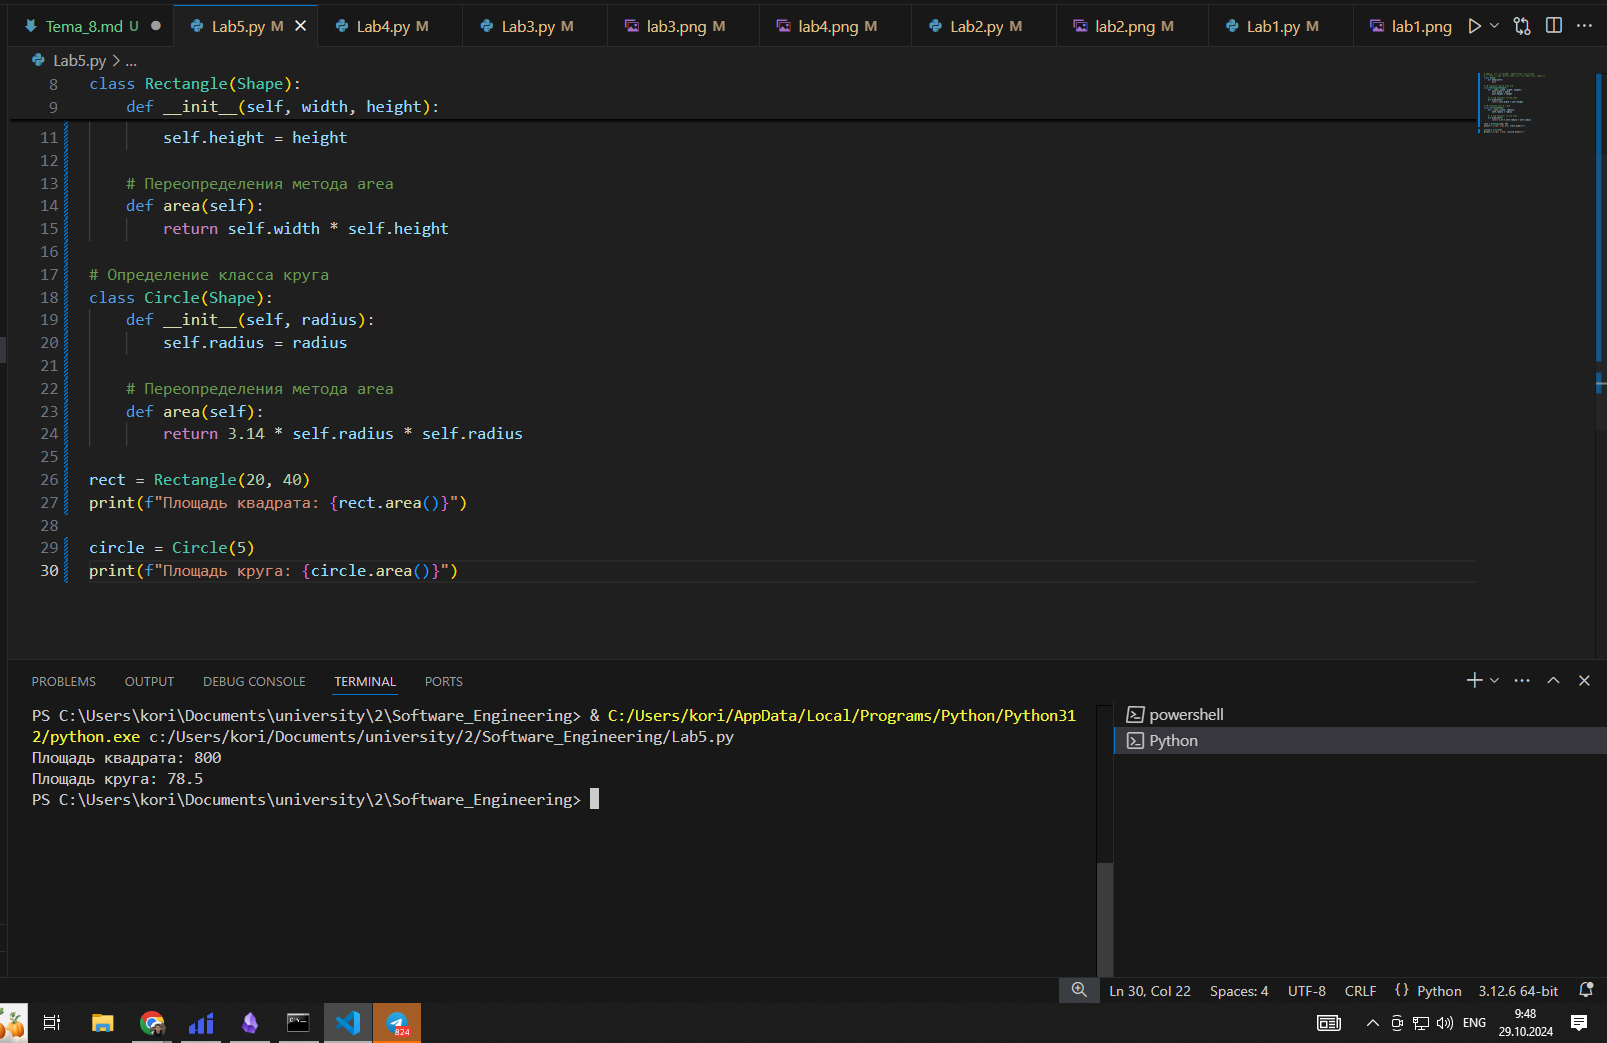 Tema_8.md U
Lab5.py M
Lab4.py M
Lab3.py M
lab3.png M
lab4.png M
Lab2.py M
lab2.png M
Lab1.py M
lab1.png
Lab5.py > ...
8 class Rectangle(Shape):
9 def __init__(self, width, height):
11 self.height = height
12
13 # Переопределения метода area
14 def area(self):
15 return self.width * self.height
16
17 # Определение класса круга
18 class Circle(Shape):
19 def __init__(self, radius):
20 self.radius = radius
21
22 # Переопределения метода area
23 def area(self):
24 return 3.14 * self.radius * self.radius
25
26 rect = Rectangle(20, 40)
27 print(f"Площадь квадрата: {rect.area()}")
28
29 circle = Circle(5)
30 print(f"Площадь круга: {circle.area()}")
PROBLEMS OUTPUT DEBUG CONSOLE TERMINAL PORTS
PS C:\Users\kori\Documents\university\2\Software_Engineering> & C:/Users/kori/AppData/Local/Programs/Python/Python31
2/python.exe c:/Users/kori/Documents/university/2/Software_Engineering/Lab5.py
Площадь квадрата: 800
Площадь круга: 78.5
PS C:\Users\kori\Documents\university\2\Software_Engineering>
powershell
Python
Ln 30, Col 22 Spaces: 4 UTF-8 CRLF {} Python 3.12.6 64-bit
824
ENG
9:48
29.10.2024